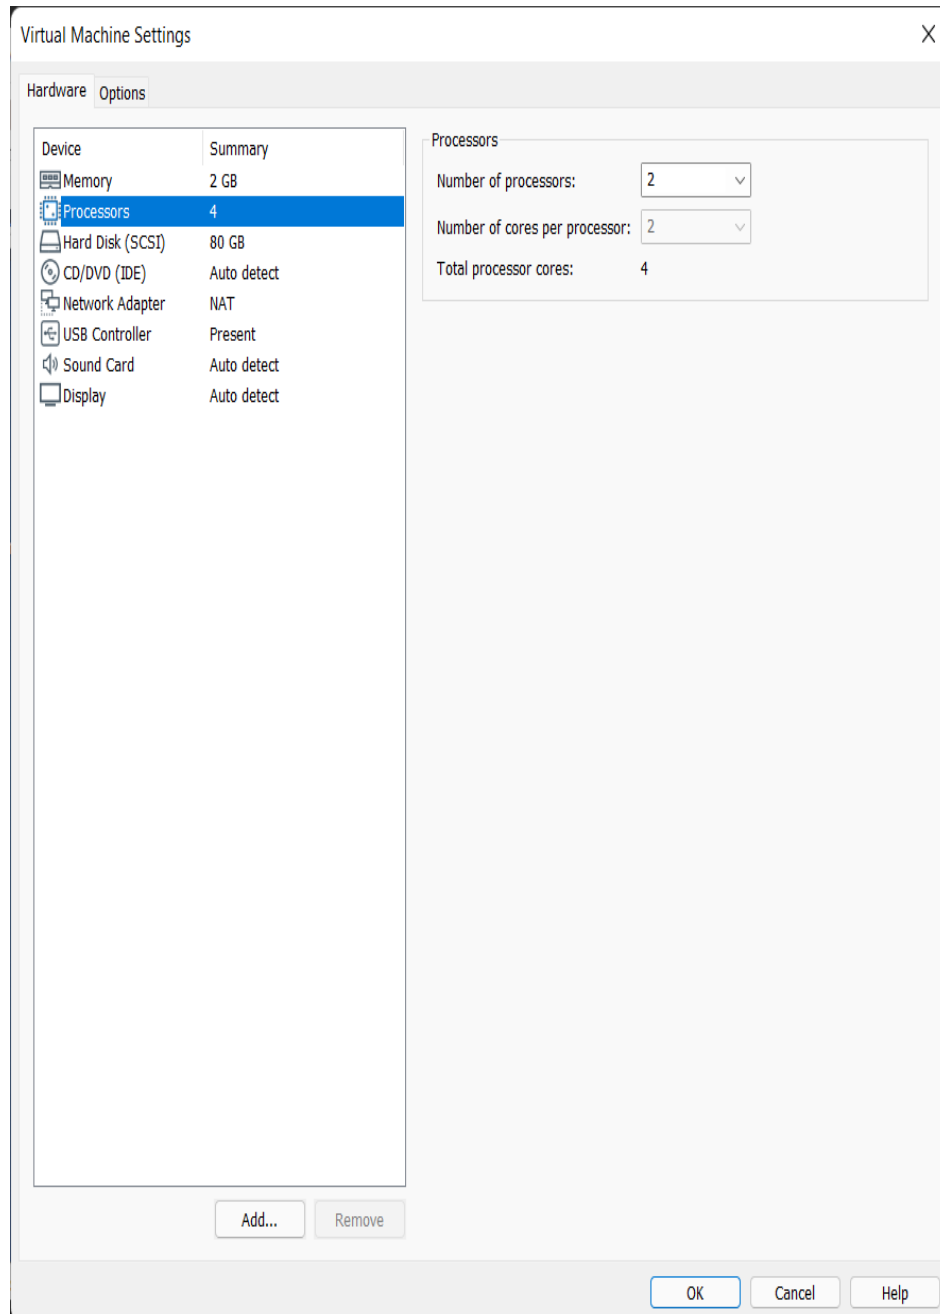 Virtual Machine Settings
Hardware Options
Device Summary
Memory 2 GB
Processors 4
Hard Disk (SCSI) 80 GB
CD/DVD (IDE) Auto detect
Network Adapter NAT
USB Controller Present
Sound Card Auto detect
Display Auto detect
Add... Remove
Processors
Number of processors: 2
Number of cores per processor: 2
Total processor cores: 4
OK Cancel Help